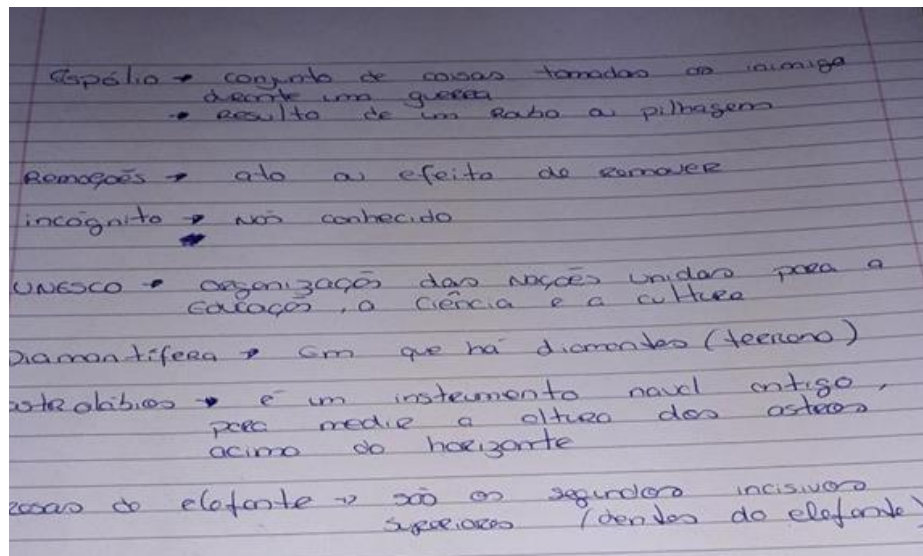 Espólio → conjunto de coisas tomadas ao inimigo
durante uma guerra
→ Resulto de um Roubo ou pilhagem
Remoções → ato ou efeito de remover
incógnito → Não conhecido
UNESCO → organização das Nações Unidas para a
Educação, a Ciência e a cultura
Diamantífera → Em que há diamantes (terreno)
astrolábios → é um instrumento naval antigo,
para medir a altura dos astros
acima do horizonte
do elefante → são os segundos incisivos
superiores (dentes do elefante)